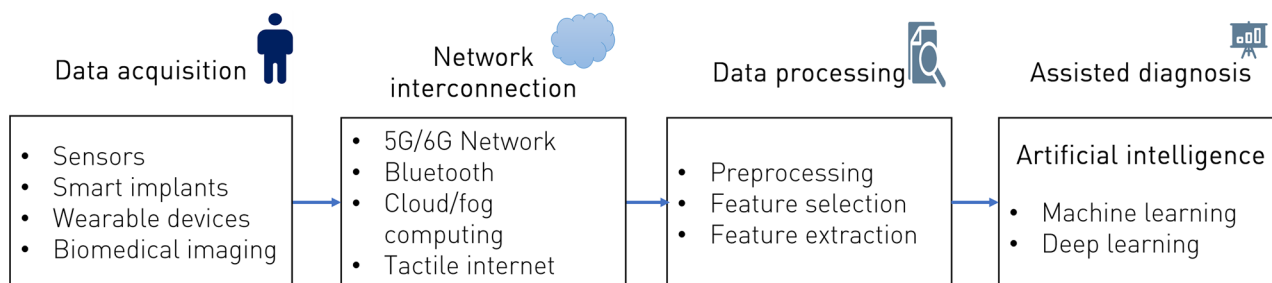 Data acquisition
• Sensors
• Smart implants
• Wearable devices
• Biomedical imaging
Network
interconnection
• 5G/6G Network
• Bluetooth
• Cloud/fog
computing
• Tactile internet
Data processing
• Preprocessing
• Feature selection
• Feature extraction
Assisted diagnosis
Artificial intelligence
• Machine learning
• Deep learning